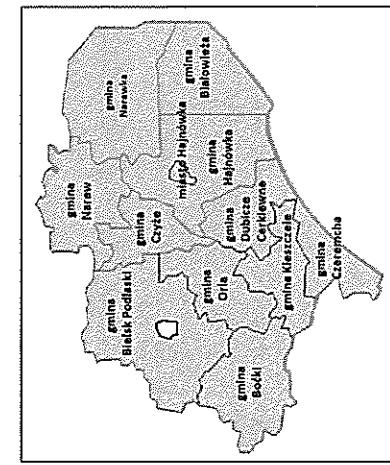 gmina
Narewka
gmina
Białowieża
gmina
Narew
miasto Hajnówka
gmina
Hajnówka
gmina
Czyże
gmina
Dubicze
Cerkiewne
gmina
Bielsk Podlaski
gmina
Orla
gmina Kleszczele
gmina
Czeremcha
gmina
Boćki